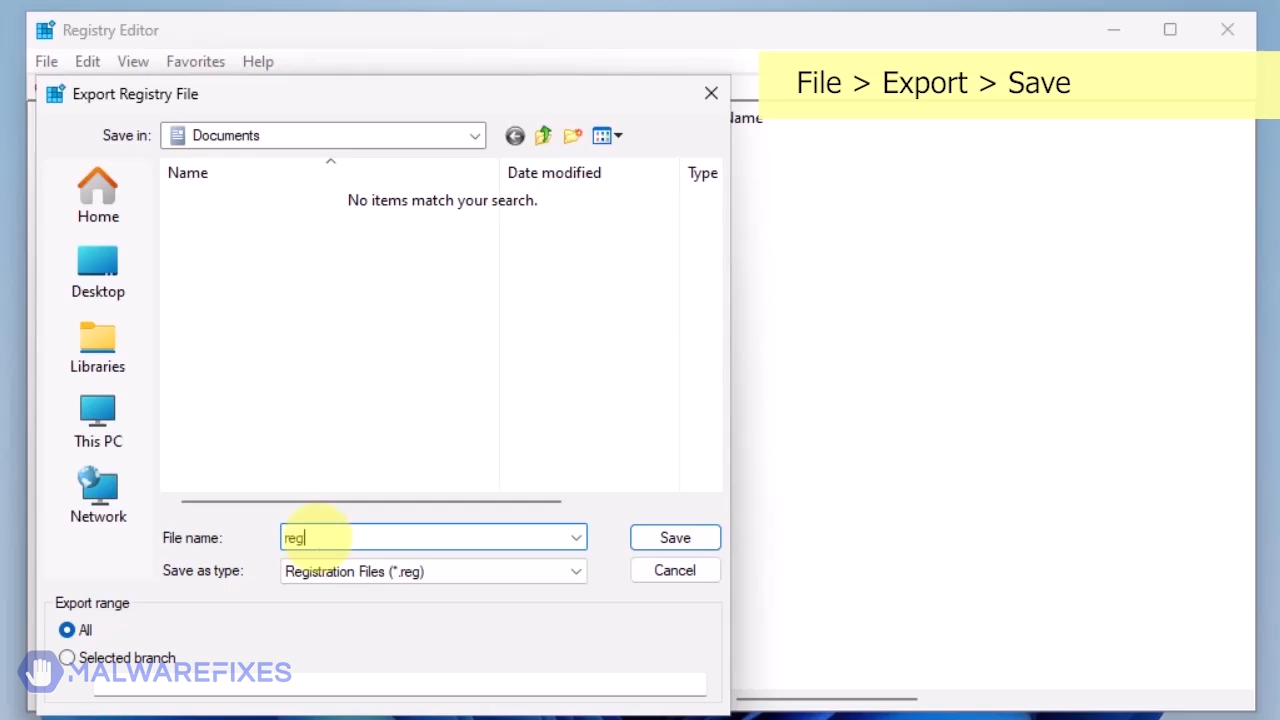 Registry Editor
File Edit View Favorites Help
File > Export > Save
Export Registry File
Name
Save in: Documents
Name Date modified Type
No items match your search.
Home
Desktop
Libraries
This PC
Network
File name: reg Save
Save as type: Registration Files (*.reg) Cancel
Export range
All
Selected branch
MALWAREFIXES